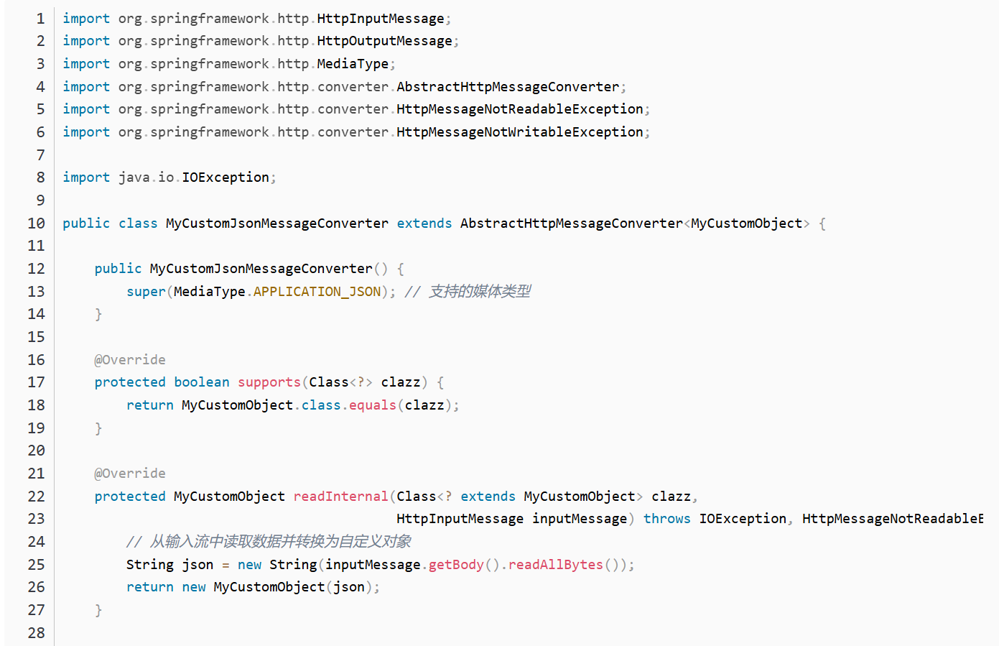 1 import org.springframework.http.HttpInputMessage;
2 import org.springframework.http.HttpOutputMessage;
3 import org.springframework.http.MediaType;
4 import org.springframework.http.converter.AbstractHttpMessageConverter;
5 import org.springframework.http.converter.HttpMessageNotReadableException;
6 import org.springframework.http.converter.HttpMessageNotWritableException;
7
8 import java.io.IOException;
9
10 public class MyCustomJsonMessageConverter extends AbstractHttpMessageConverter<MyCustomObject> {
11
12     public MyCustomJsonMessageConverter() {
13         super(MediaType.APPLICATION_JSON); // 支持的媒体类型
14     }
15
16     @Override
17     protected boolean supports(Class<?> clazz) {
18         return MyCustomObject.class.equals(clazz);
19     }
20
21     @Override
22     protected MyCustomObject readInternal(Class<? extends MyCustomObject> clazz,
23                                           HttpInputMessage inputMessage) throws IOException, HttpMessageNotReadableE
24         // 从输入流中读取数据并转换为自定义对象
25         String json = new String(inputMessage.getBody().readAllBytes());
26         return new MyCustomObject(json);
27     }
28